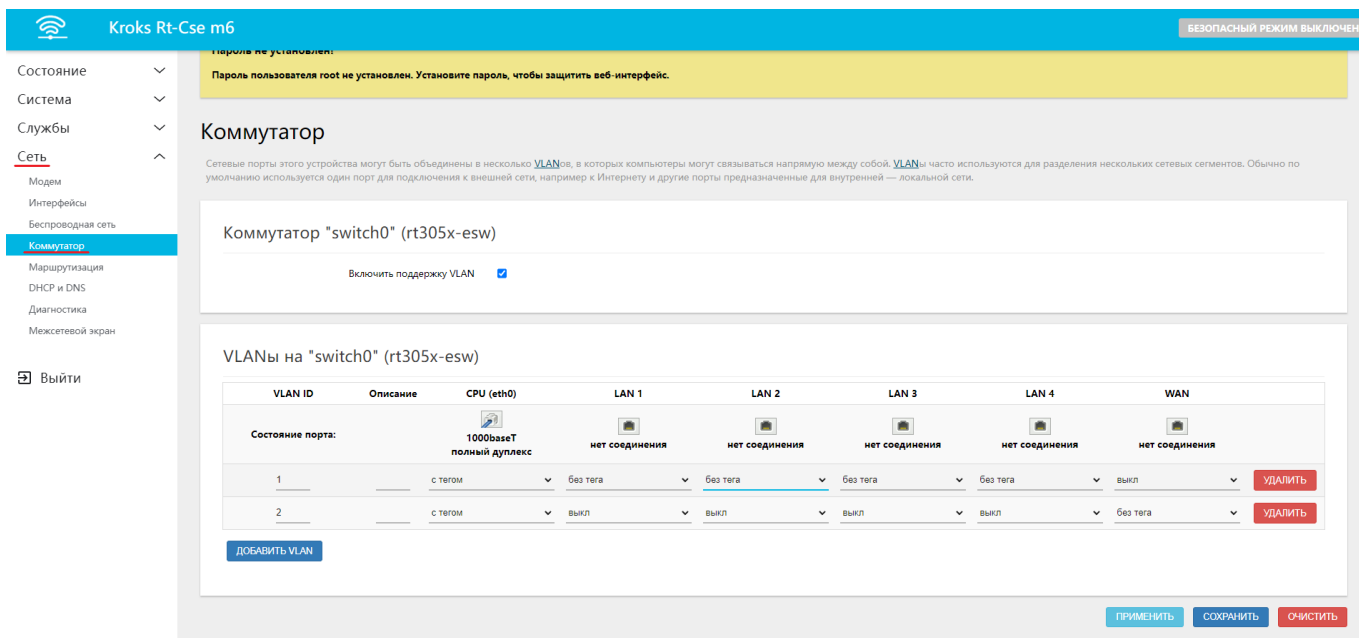 Kroks Rt-Cse m6
БЕЗОПАСНЫЙ РЕЖИМ ВЫКЛЮЧЕН
Состояние
Система
Службы
Сеть
Модем
Интерфейсы
Беспроводная сеть
Коммутатор
Маршрутизация
DHCP и DNS
Диагностика
Межсетевой экран
Выйти
Пароль не установлен!
Пароль пользователя root не установлен. Установите пароль, чтобы защитить веб-интерфейс.
Коммутатор
Сетевые порты этого устройства могут быть объединены в несколько VLANов, в которых компьютеры могут связываться напрямую между собой. VLANы часто используются для разделения нескольких сетевых сегментов. Обычно по
умолчанию используется один порт для подключения к внешней сети, например к Интернету и другие порты предназначенные для внутренней — локальной сети.
Коммутатор "switch0" (rt305x-esw)
Включить поддержку VLAN
VLANы на "switch0" (rt305x-esw)
VLAN ID Описание CPU (eth0) LAN 1 LAN 2 LAN 3 LAN 4 WAN
Состояние порта: 1000baseT нет соединения нет соединения нет соединения нет соединения нет соединения
полный дуплекс
1 с тегом без тега без тега без тега без тега выкл УДАЛИТЬ
2 с тегом выкл выкл выкл выкл без тега УДАЛИТЬ
ДОБАВИТЬ VLAN
ПРИМЕНИТЬ СОХРАНИТЬ ОЧИСТИТЬ